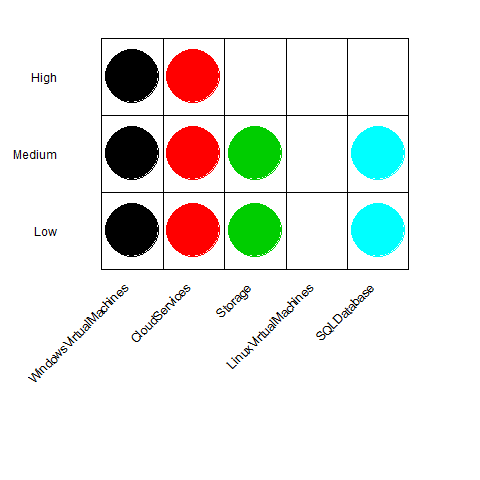 High
Medium
Low
WindowsVirtualMachines
CloudServices
Storage
LinuxVirtualMachines
SQLDatabase